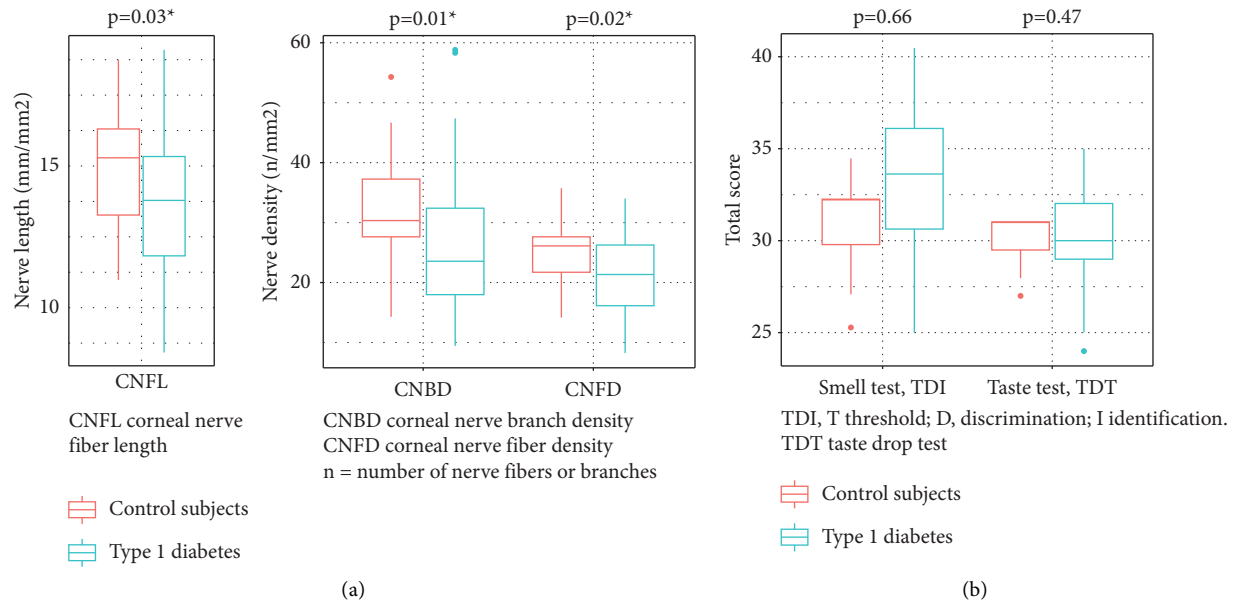 p=0.03*
Nerve length (mm/mm2)
15
10
CNFL
CNFL corneal nerve
fiber length
p=0.01*
p=0.02*
Nerve density (n/mm2)
60
40
20
CNBD
CNFD
CNBD corneal nerve branch density
CNFD corneal nerve fiber density
n = number of nerve fibers or branches
Control subjects
Type 1 diabetes
(a)
p=0.66
p=0.47
Total score
40
35
30
25
Smell test, TDI
Taste test, TDT
TDI, T threshold; D, discrimination; I identification.
TDT taste drop test
Control subjects
Type 1 diabetes
(b)